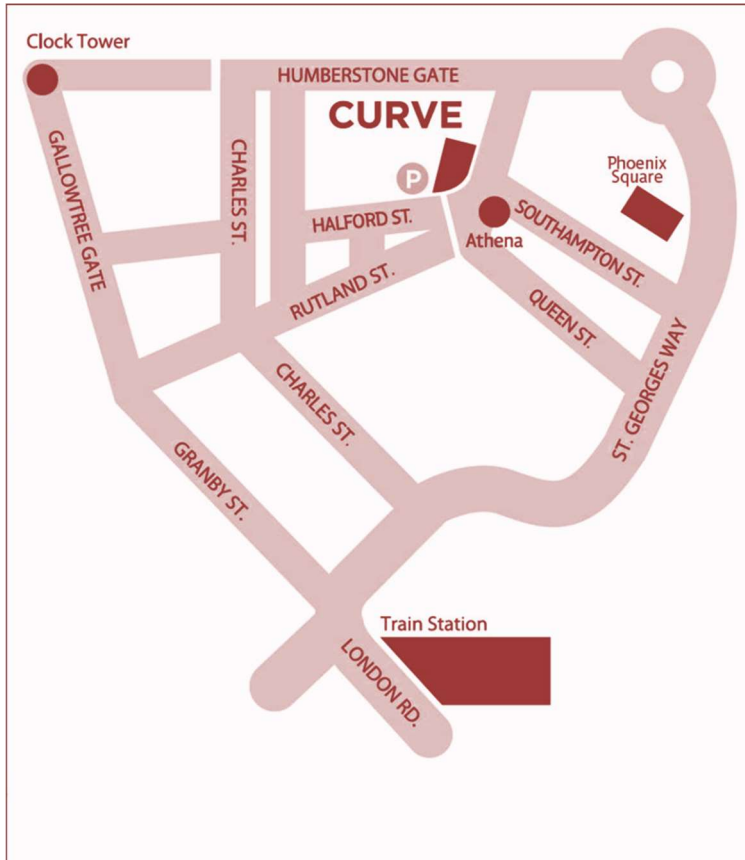 Clock Tower
HUMBERSTONE GATE
CURVE
GALLOWTREE GATE
CHARLES ST.
P
Phoenix
Square
HALFORD ST.
Athena
SOUTHAMPTON ST.
RUTLAND ST.
QUEEN ST.
CHARLES ST.
ST. GEORGES WAY
GRANBY ST.
Train Station
LONDON RD.